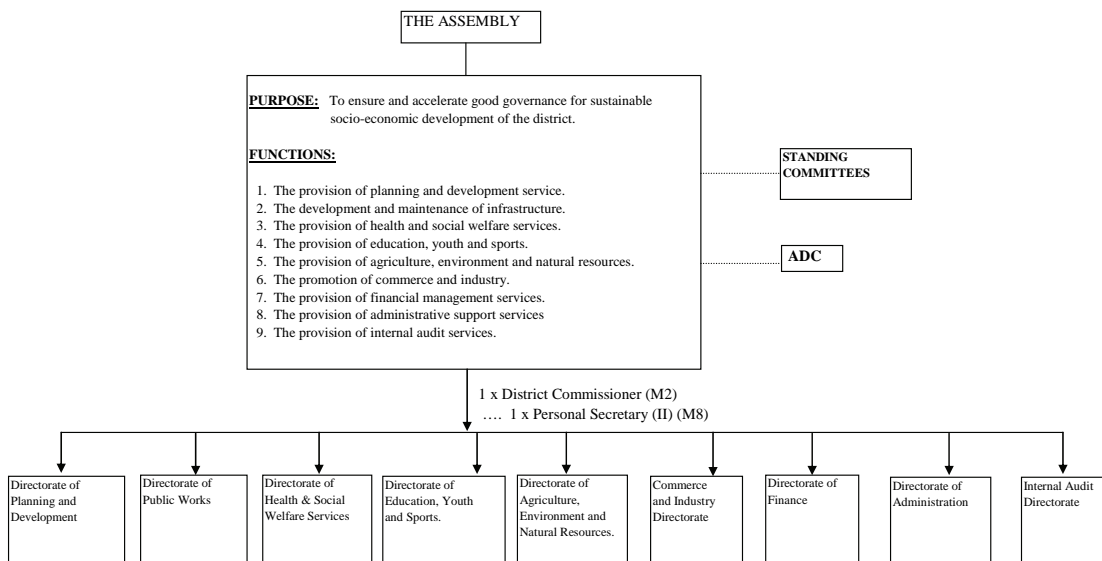 THE ASSEMBLY
PURPOSE: To ensure and accelerate good governance for sustainable
socio-economic development of the district.
FUNCTIONS:
1. The provision of planning and development service.
2. The development and maintenance of infrastructure.
3. The provision of health and social welfare services.
4. The provision of education, youth and sports.
5. The provision of agriculture, environment and natural resources.
6. The promotion of commerce and industry.
7. The provision of financial management services.
8. The provision of administrative support services
9. The provision of internal audit services.
STANDING
COMMITTEES
ADC
1 x District Commissioner (M2)
…. 1 x Personal Secretary (II) (M8)
Directorate of
Planning and
Development
Directorate of
Public Works
Directorate of
Health & Social
Welfare Services
Directorate of
Education, Youth
and Sports.
Directorate of
Agriculture,
Environment and
Natural Resources.
Commerce
and Industry
Directorate
Directorate of
Finance
Directorate of
Administration
Internal Audit
Directorate